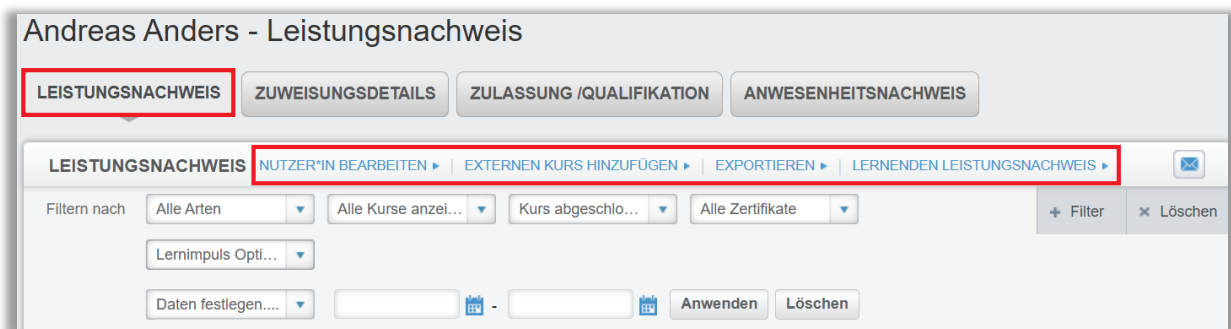 Andreas Anders - Leistungsnachweis
LEISTUNGSNACHWEIS ZUWEISUNGSDETAILS ZULASSUNG /QUALIFIKATION ANWESENHEITSNACHWEIS
LEISTUNGSNACHWEIS NUTZER*IN BEARBEITEN | EXTERNEN KURS HINZUFÜGEN | EXPORTIEREN | LERNENDEN LEISTUNGSNACHWEIS
Filtern nach Alle Arten Alle Kurse anzei... Kurs abgeschlo... Alle Zertifikate + Filter × Löschen
Lernimpuls Opti...
Daten festlegen.... - Anwenden Löschen